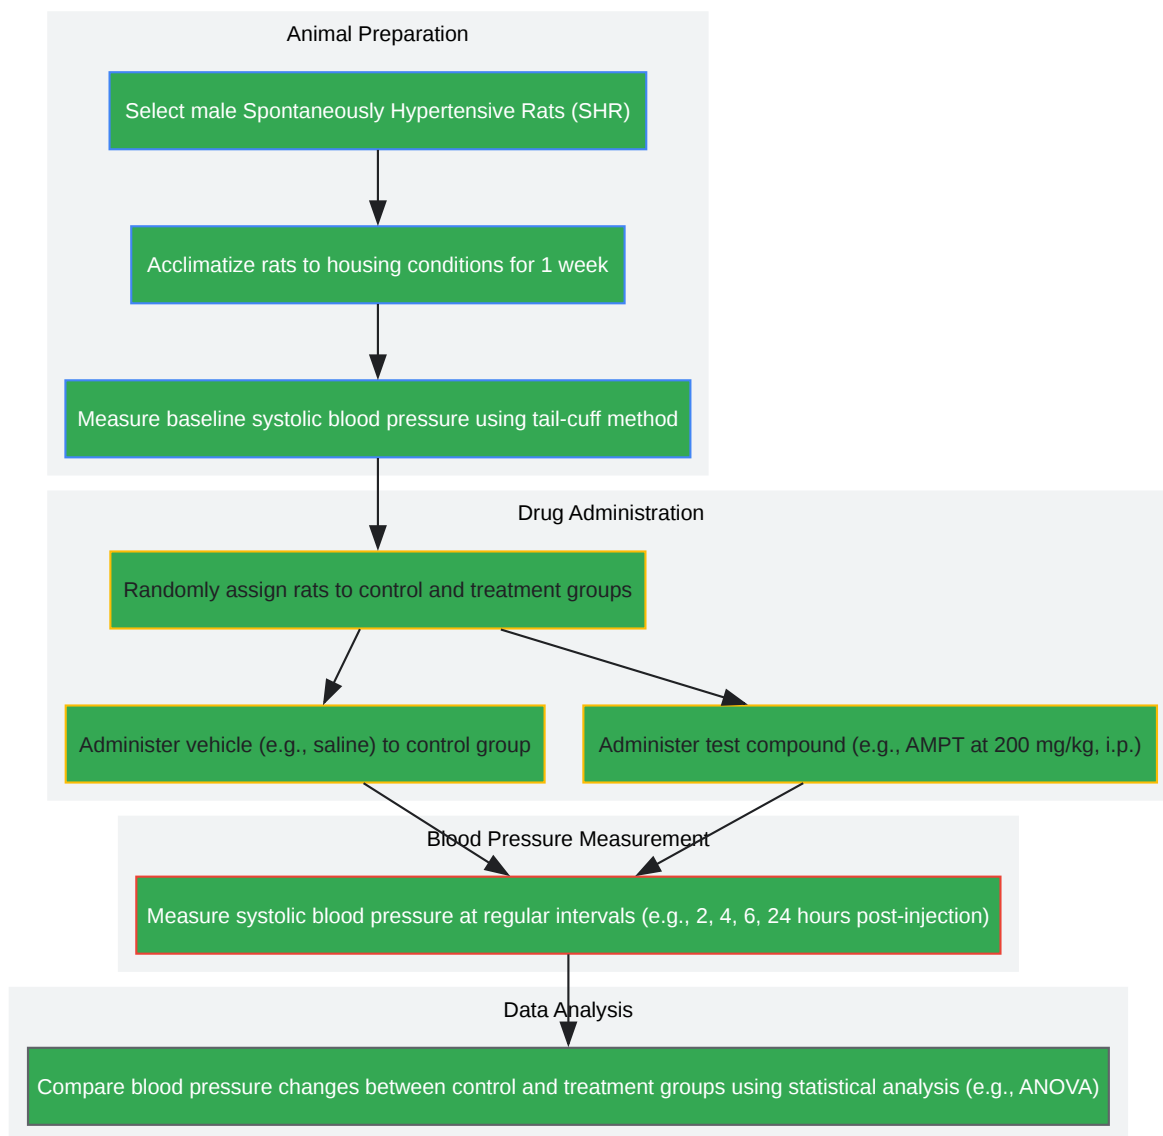 Animal Preparation
Select male Spontaneously Hypertensive Rats (SHR)
Acclimatize rats to housing conditions for 1 week
Measure baseline systolic blood pressure using tail-cuff method
Drug Administration
Randomly assign rats to control and treatment groups
Administer vehicle (e.g., saline) to control group
Administer test compound (e.g., AMPT at 200 mg/kg, i.p.)
Blood Pressure Measurement
Measure systolic blood pressure at regular intervals (e.g., 2, 4, 6, 24 hours post-injection)
Data Analysis
Compare blood pressure changes between control and treatment groups using statistical analysis (e.g., ANOVA)